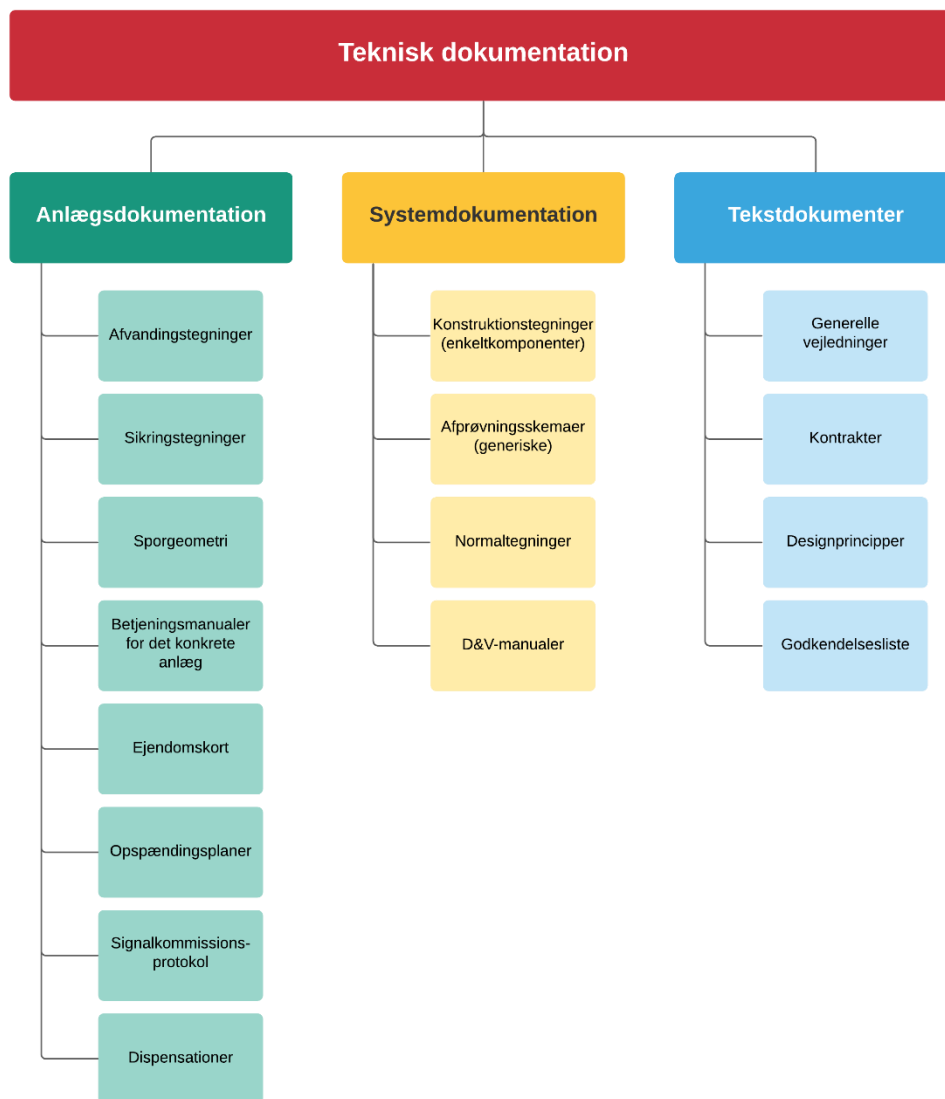 Teknisk dokumentation
Anlægsdokumentation
Afvandingstegninger
Sikringstegninger
Sporgeometri
Betjeningsmanualer
for det konkrete
anlæg
Ejendomskort
Opspændingsplaner
Signalkommissions-
protokol
Dispensationer
Systemdokumentation
Konstruktionstegninger
(enkeltkomponenter)
Afprøvningsskemaer
(generiske)
Normaltegninger
D&V-manualer
Tekstdokumenter
Generelle
vejledninger
Kontrakter
Designprincipper
Godkendelsesliste